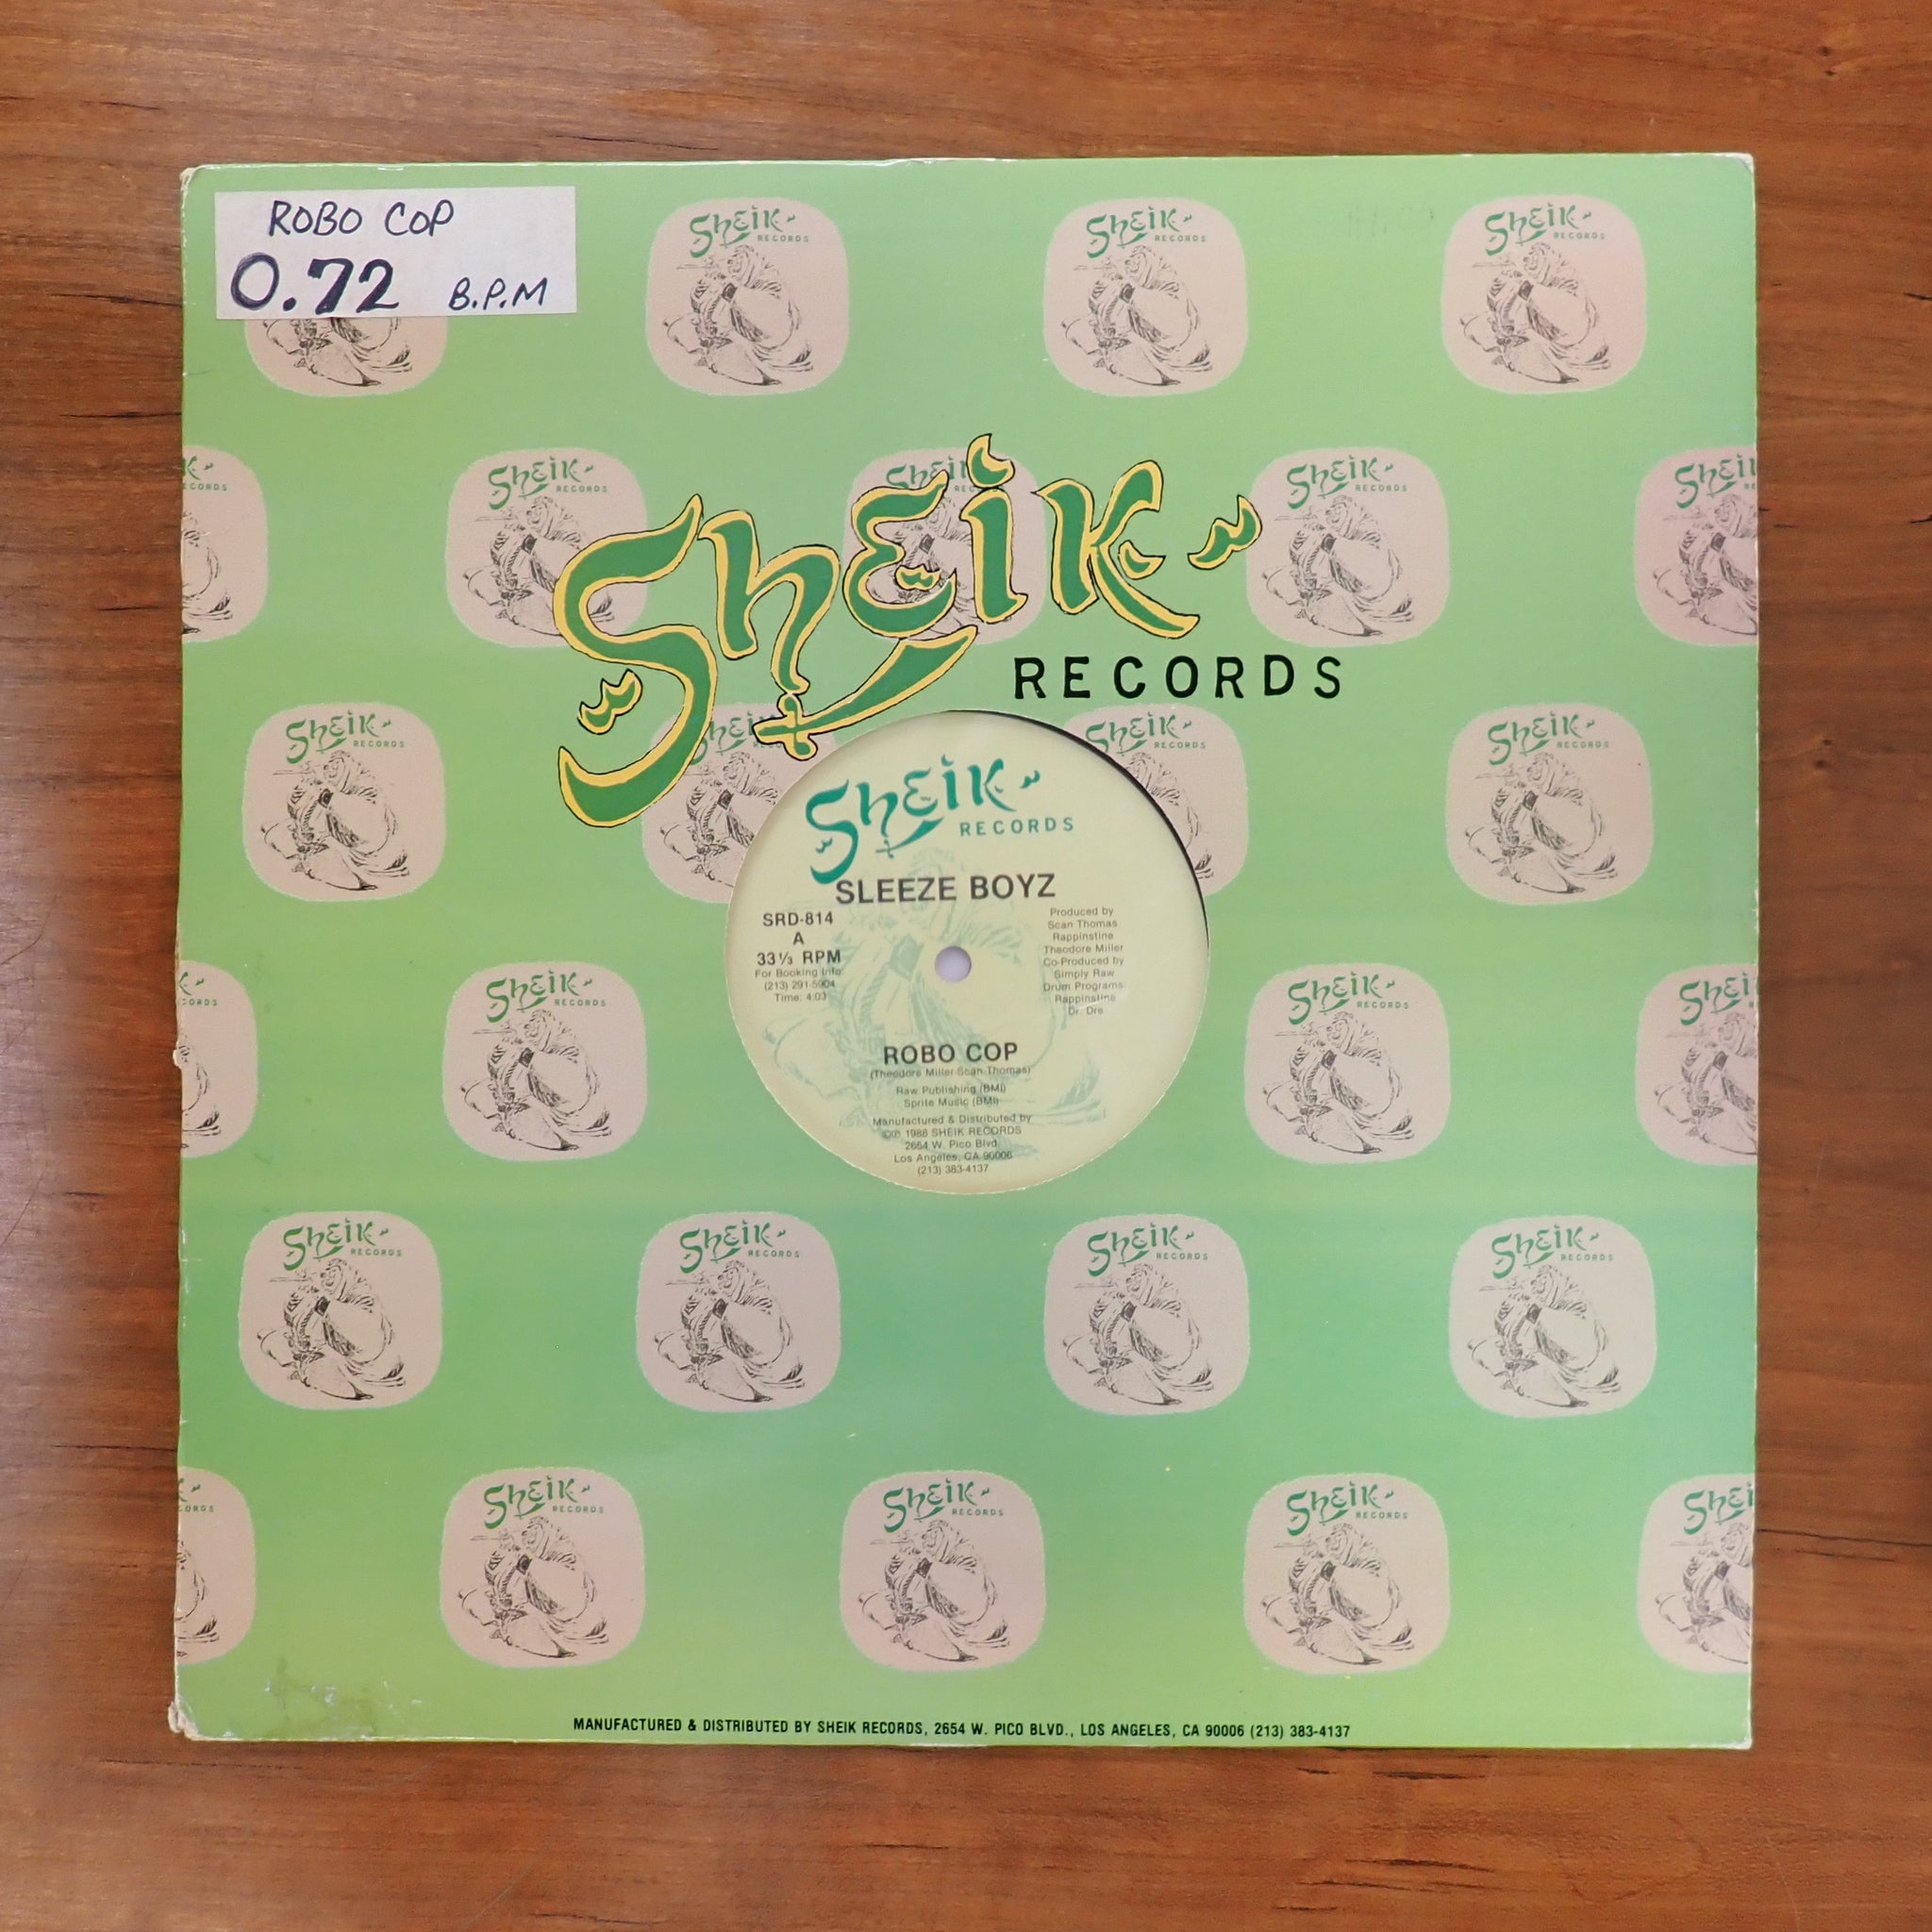 ROBO COP
0.72 B.P.M
SHEIK
RECORDS
SHEIK
RECORDS
SLEEZE BOYZ
SRD-814
A
33⅓ RPM
For Booking Info
(213) 291-5904
Time: 4:03
Produced by
Scan Thomas
Rappinstine
Theodore Miller
Co-Produced by
Simply Raw
Drum Programs
Rappinstine
Dr. Dre
ROBO COP
(Theodore Miller-Scan Thomas)
Raw Publishing (BMI)
Sprite Music (BMI)
Manufactured & Distributed by
©℗ 1988 SHEIK RECORDS
2654 W. Pico Blvd.
Los Angeles, CA 90006
(213) 383-4137
MANUFACTURED & DISTRIBUTED BY SHEIK RECORDS, 2654 W. PICO BLVD., LOS ANGELES, CA 90006 (213) 383-4137